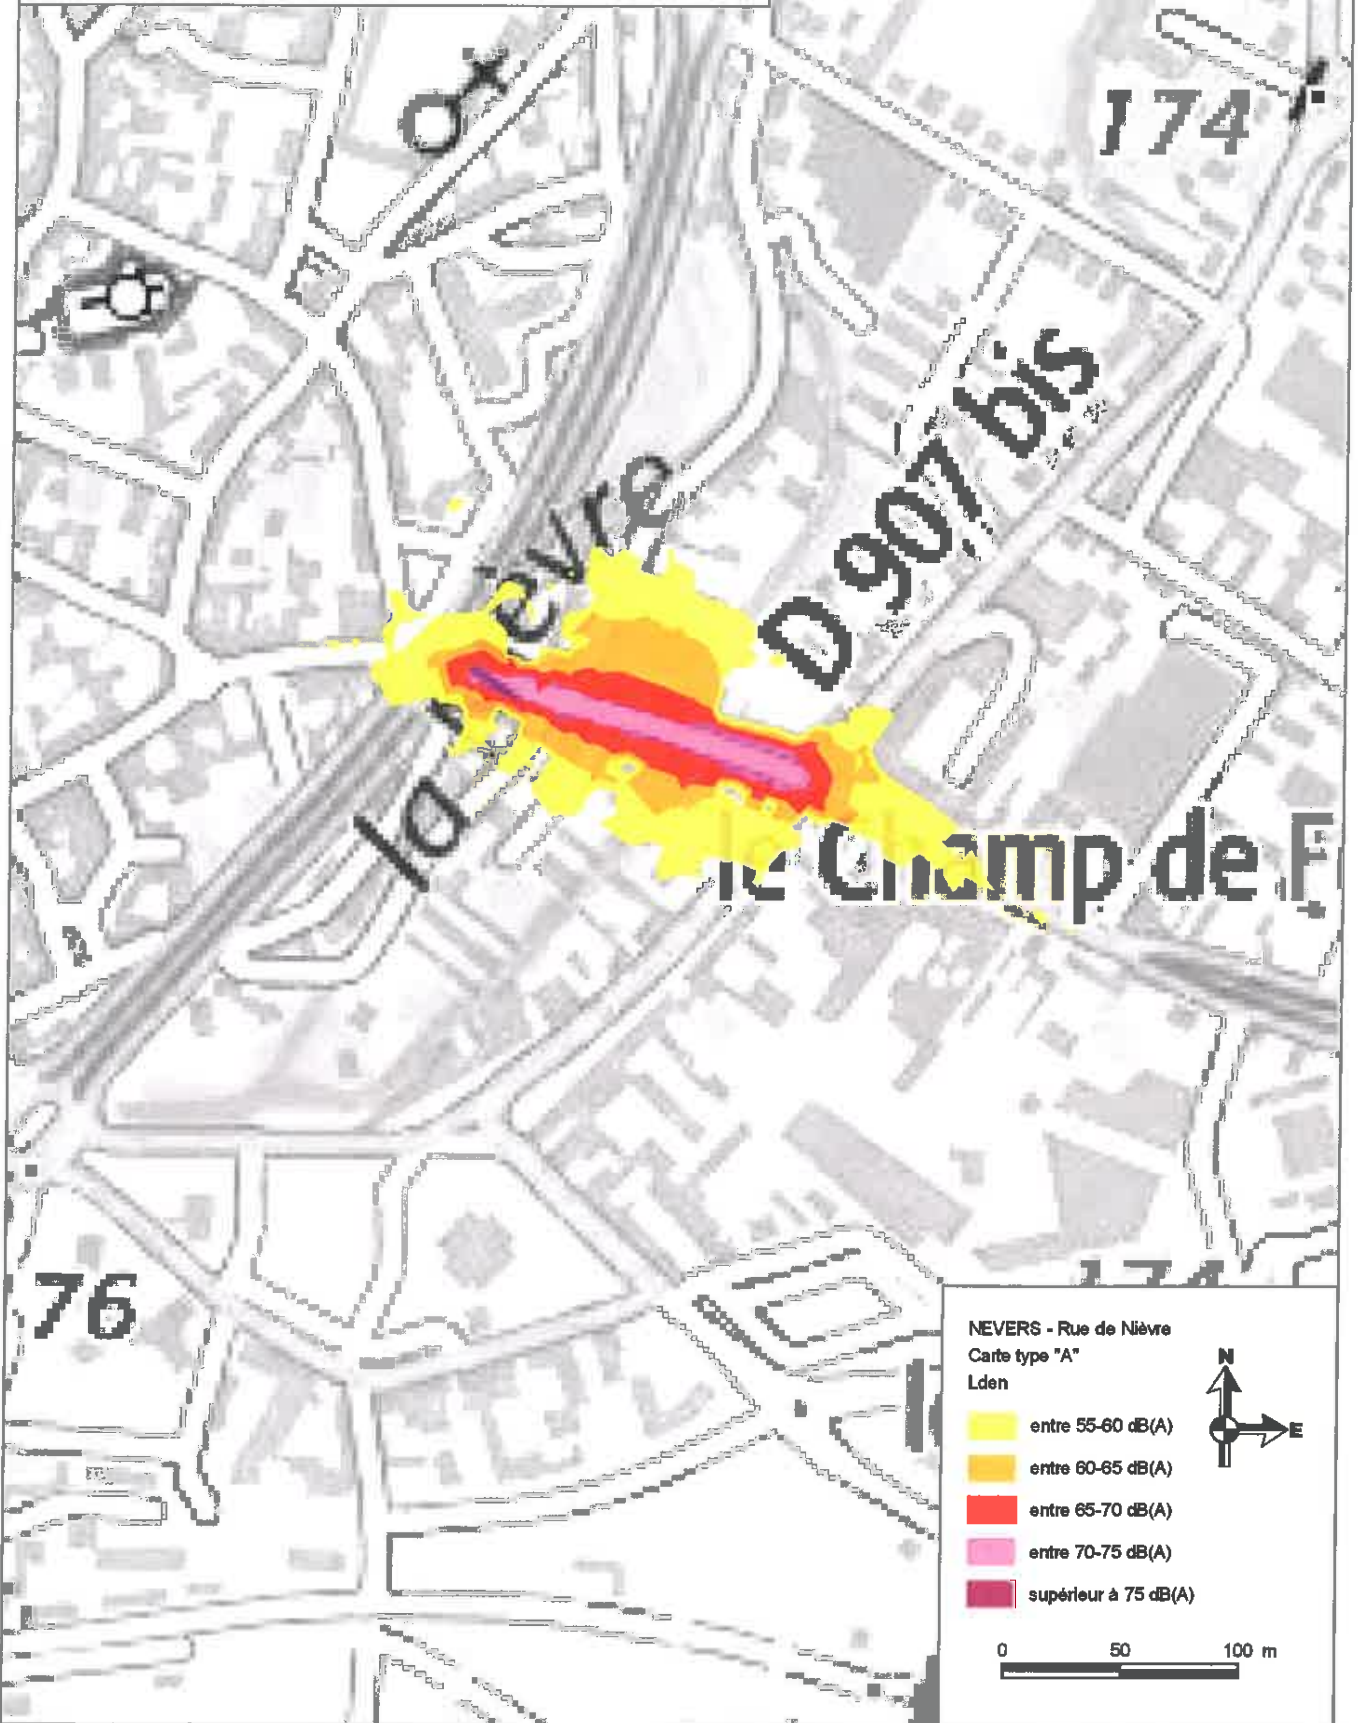 174
D 907 bis
la
èvre
le Champ de F
76
174
NEVERS - Rue de Nièvre
Carte type "A"
Lden
N
E
entre 55-60 dB(A)
entre 60-65 dB(A)
entre 65-70 dB(A)
entre 70-75 dB(A)
supérieur à 75 dB(A)
0 50 100 m